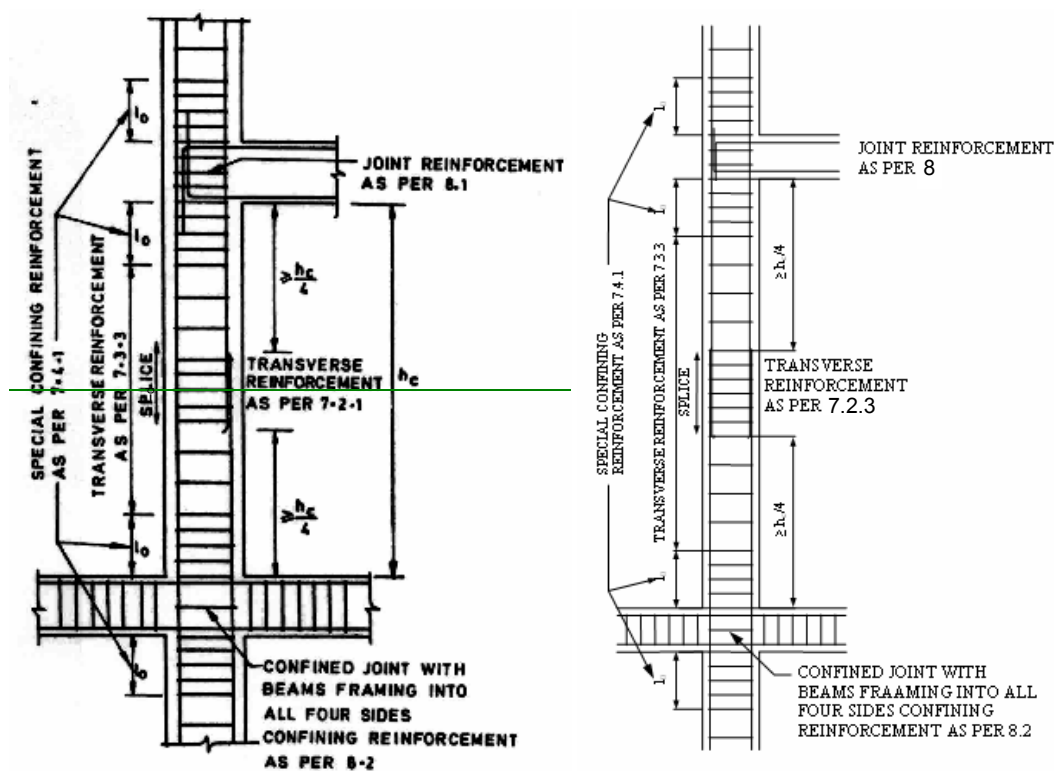 l₀
JOINT REINFORCEMENT
AS PER 8.1
SPECIAL CONFINING REINFORCEMENT
AS PER 7·4·1
TRANSVERSE REINFORCEMENT
AS PER 7·3·3
l₀
≥ hc/4
SPLICE
TRANSVERSE
REINFORCEMENT
AS PER 7·2·1
hc
≥ hc/4
l₀
l₀
CONFINED JOINT WITH
BEAMS FRAMING INTO
ALL FOUR SIDES
CONFINING REINFORCEMENT
AS PER 8·2
JOINT REINFORCEMENT
AS PER 8
SPECIAL CONFINING
REINFORCEMENT AS PER 7.4.1
TRANSVERSE REINFORCEMENT AS PER 7.3.3
SPLICE
≥h/4
TRANSVERSE
REINFORCEMENT
AS PER 7.2.3
≥h/4
CONFINED JOINT WITH
BEAMS FRAAMING INTO ALL
FOUR SIDES CONFINING
REINFORCEMENT AS PER 8.2